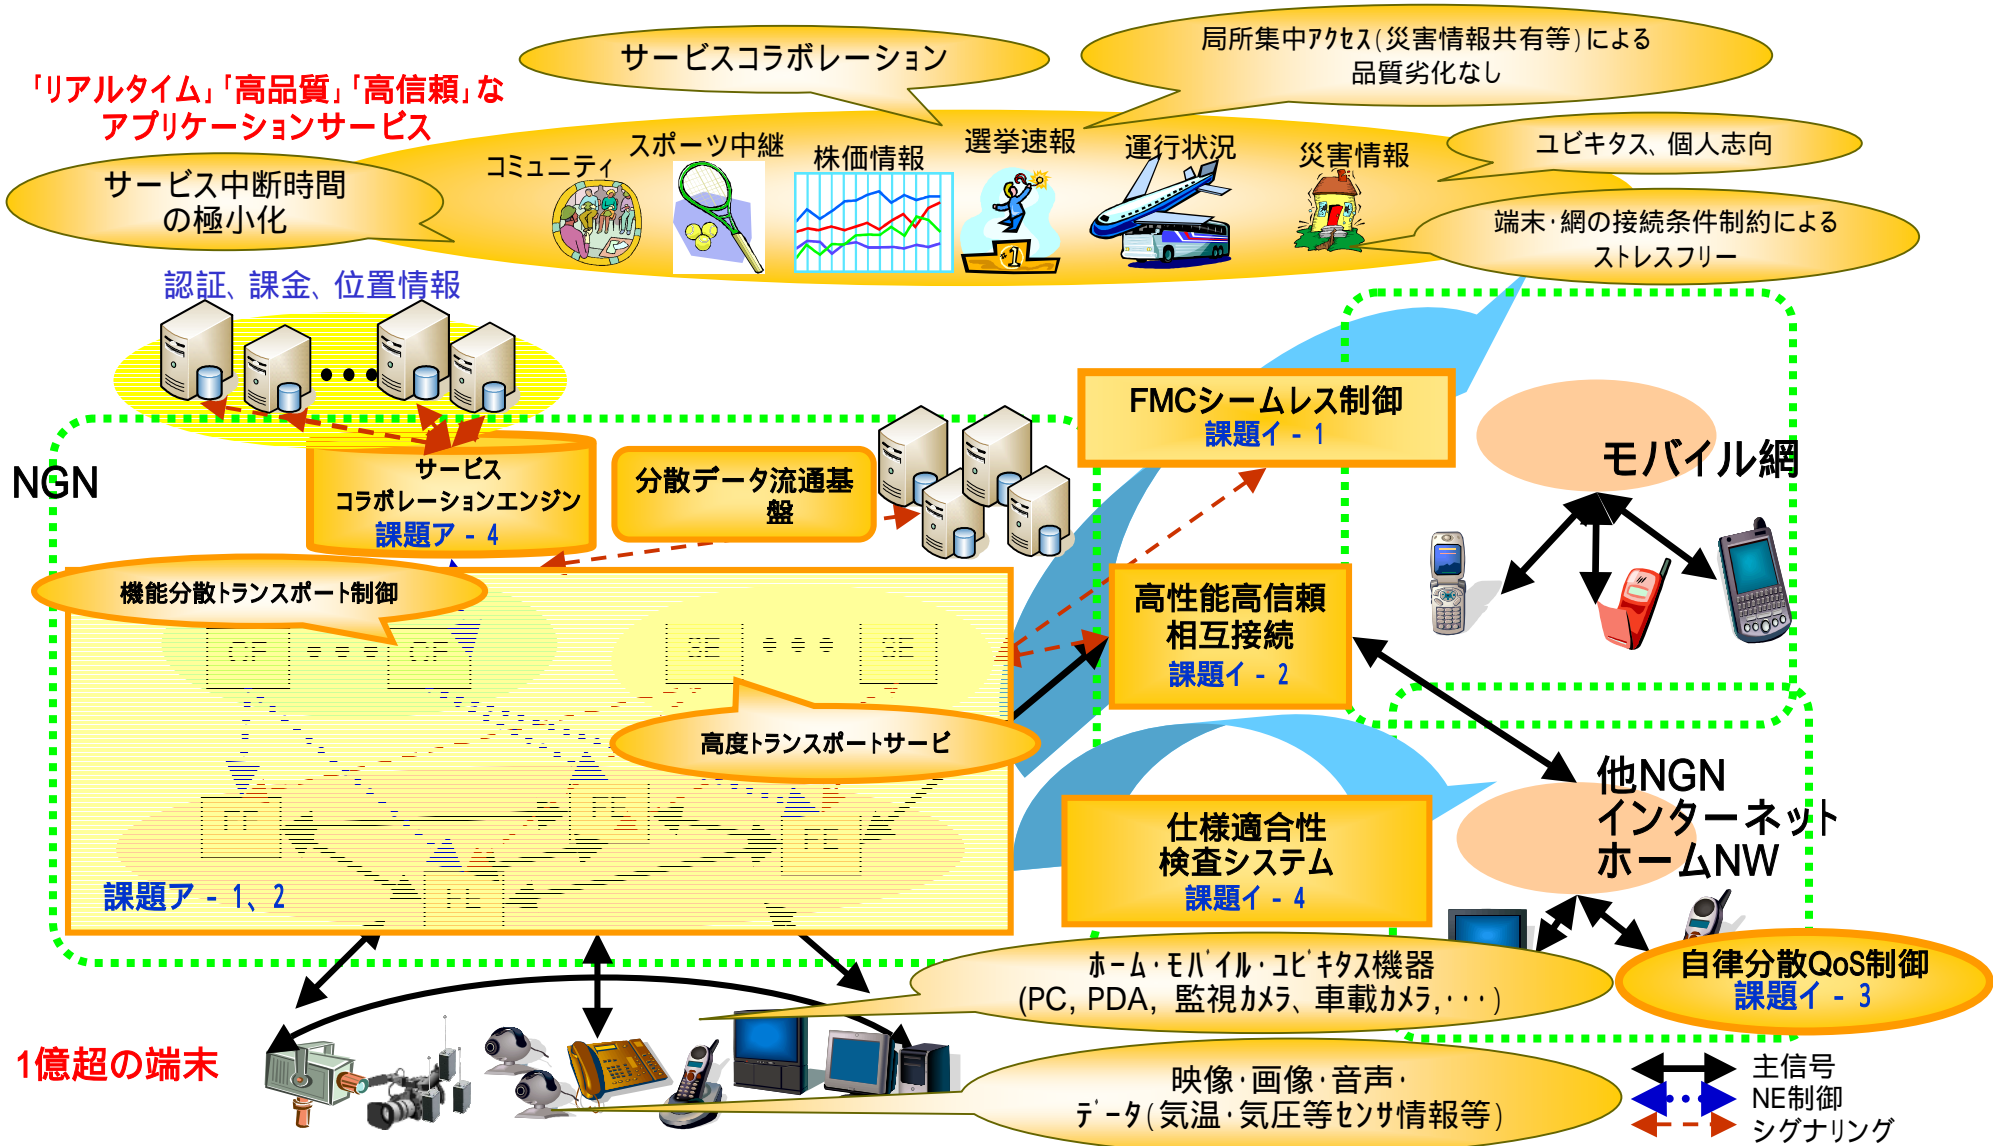 サービスコラボレーション
局所集中アクセス(災害情報共有等)による
品質劣化なし
「リアルタイム」「高品質」「高信頼」な
アプリケーションサービス
コミュニティ
スポーツ中継
株価情報
選挙速報
運行状況
災害情報
ユビキタス、個人志向
サービス中断時間
の極小化
端末・網の接続条件制約による
ストレスフリー
認証、課金、位置情報
NGN
サービス
コラボレーションエンジン
課題ア - 4
分散データ流通基
盤
FMCシームレス制御
課題イ - 1
モバイル網
機能分散トランスポート制御
高性能高信頼
相互接続
課題イ - 2
CF
CF
SE
SE
高度トランスポートサービ
FE
FE
FE
課題ア - 1、2
仕様適合性
検査システム
課題イ - 4
他NGN
インターネット
ホームNW
自律分散QoS制御
課題イ - 3
ホーム・モバイル・ユビキタス機器
(PC, PDA, 監視カメラ、車載カメラ,・・・)
1億超の端末
映像・画像・音声・
データ(気温・気圧等センサ情報等)
主信号
NE制御
シグナリング